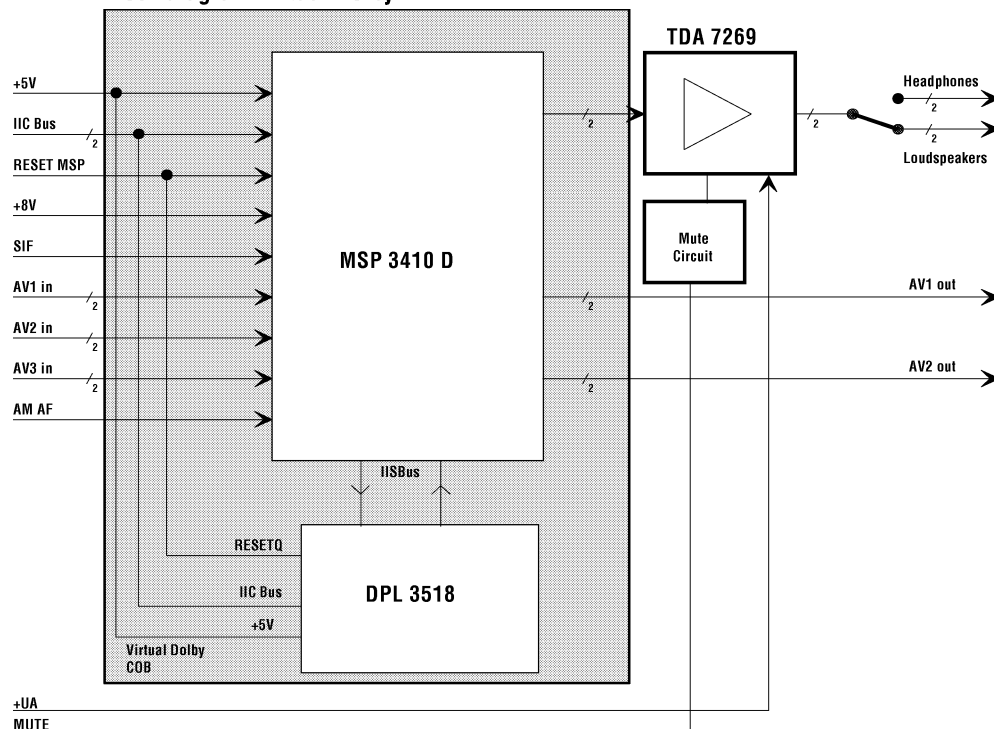 TDA 7269
+5V
IIC Bus
2
RESET MSP
+8V
SIF
AV1 in
2
AV2 in
2
AV3 in
2
AM AF
MSP 3410 D
2
2
Headphones
2
2
Loudspeakers
Mute
Circuit
2
AV1 out
2
AV2 out
IISBus
RESETQ
IIC Bus
+5V
DPL 3518
Virtual Dolby
COB
+UA
MUTE